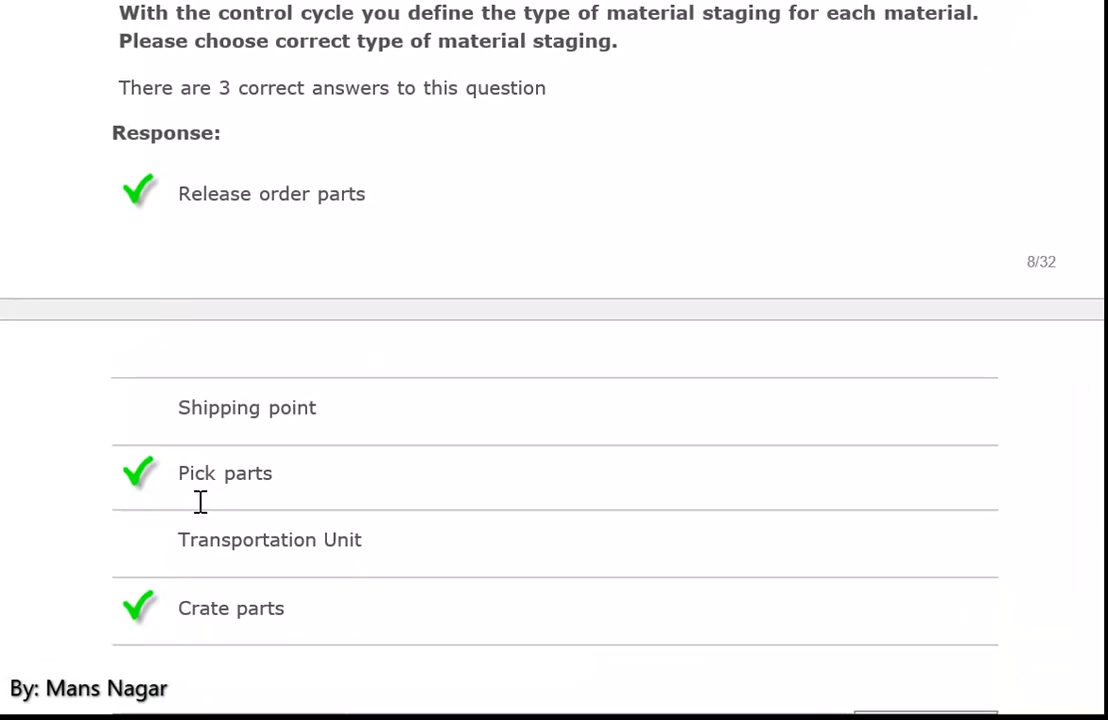 With the control cycle you define the type of material staging for each material.
Please choose correct type of material staging.
There are 3 correct answers to this question
Response:
Release order parts
8/32
Shipping point
Pick parts
Transportation Unit
Crate parts
By: Mans Nagar